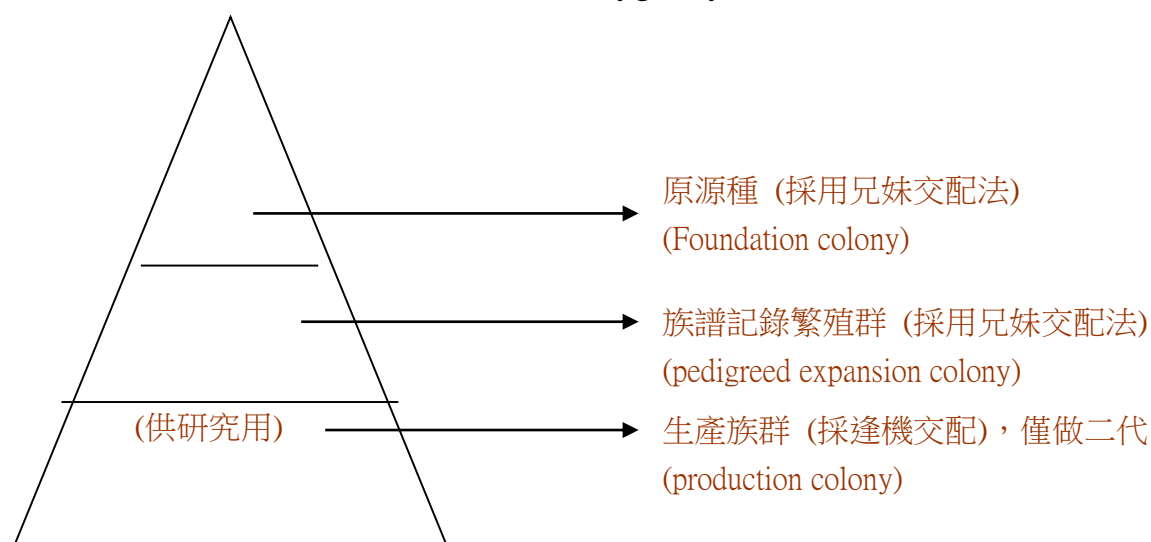 原源種 (採用兄妹交配法)
(Foundation colony)
族譜記錄繁殖群 (採用兄妹交配法)
(pedigreed expansion colony)
(供研究用)
生產族群 (採逢機交配)，僅做二代
(production colony)